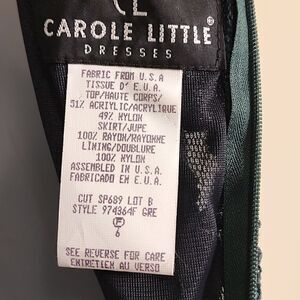 CL
CAROLE LITTLE®
DRESSES
FABRIC FROM U.S.A
TISSUE D' E.U.A.
TOP/HAUTE CORPS/
51% ACRYLIC/ACRYLIQUE
49% NYLON
SKIRT/JUPE
100% RAYON/RAYONNE
LINING/DOUBLURE
100% NYLON
ASSEMBLED IN U.S.A.
FABRICADO EN E.U.A.
CUT SP689 LOT B
STYLE 974364F GRE
F
6
SEE REVERSE FOR CARE
ENTRETIEN AU VERSO